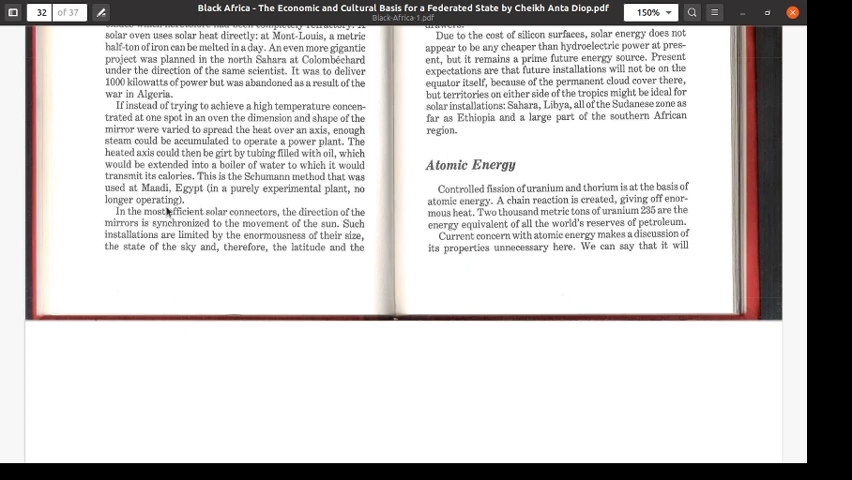 Black Africa - The Economic and Cultural Basis for a Federated State by Cheikh Anta Diop.pdf
Black-Africa-1.pdf
32 of 37
150%
solar oven uses solar heat directly: at Mont-Louis, a metric
half-ton of iron can be melted in a day. An even more gigantic
project was planned in the north Sahara at Colombéchard
under the direction of the same scientist. It was to deliver
1000 kilowatts of power but was abandoned as a result of the
war in Algeria.
If instead of trying to achieve a high temperature concen-
trated at one spot in an oven the dimension and shape of the
mirror were varied to spread the heat over an axis, enough
steam could be accumulated to operate a power plant. The
heated axis could then be girt by tubing filled with oil, which
would be extended into a boiler of water to which it would
transmit its calories. This is the Schumann method that was
used at Maadi, Egypt (in a purely experimental plant, no
longer operating).
In the most efficient solar connectors, the direction of the
mirrors is synchronized to the movement of the sun. Such
installations are limited by the enormousness of their size,
the state of the sky and, therefore, the latitude and the
Due to the cost of silicon surfaces, solar energy does not
appear to be any cheaper than hydroelectric power at pres-
ent, but it remains a prime future energy source. Present
expectations are that future installations will not be on the
equator itself, because of the permanent cloud cover there,
but territories on either side of the tropics might be ideal for
solar installations: Sahara, Libya, all of the Sudanese zone as
far as Ethiopia and a large part of the southern African
region.
Atomic Energy
Controlled fission of uranium and thorium is at the basis of
atomic energy. A chain reaction is created, giving off enor-
mous heat. Two thousand metric tons of uranium 235 are the
energy equivalent of all the world's reserves of petroleum.
Current concern with atomic energy makes a discussion of
its properties unnecessary here. We can say that it will